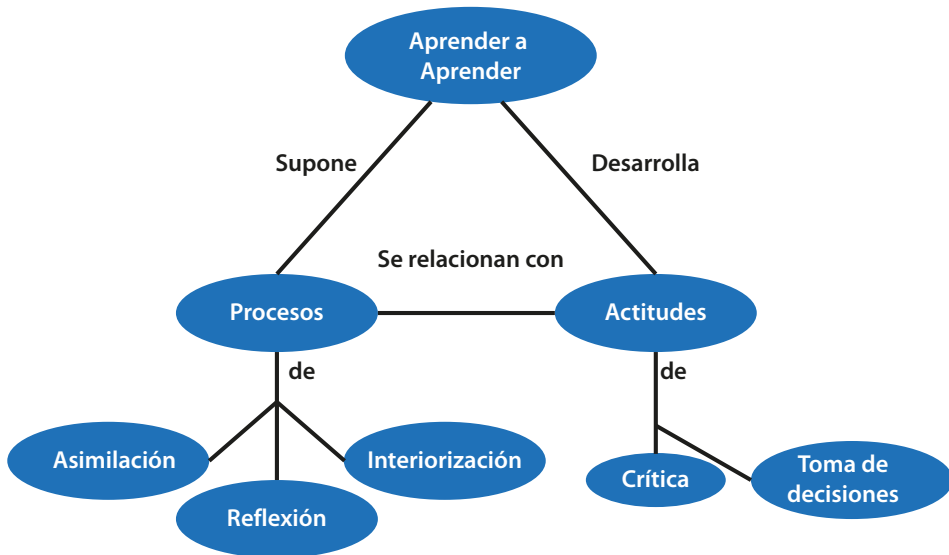 Aprender a
Aprender
Supone
Desarrolla
Se relacionan con
Procesos
Actitudes
de
de
Asimilación
Interiorización
Reflexión
Crítica
Toma de
decisiones